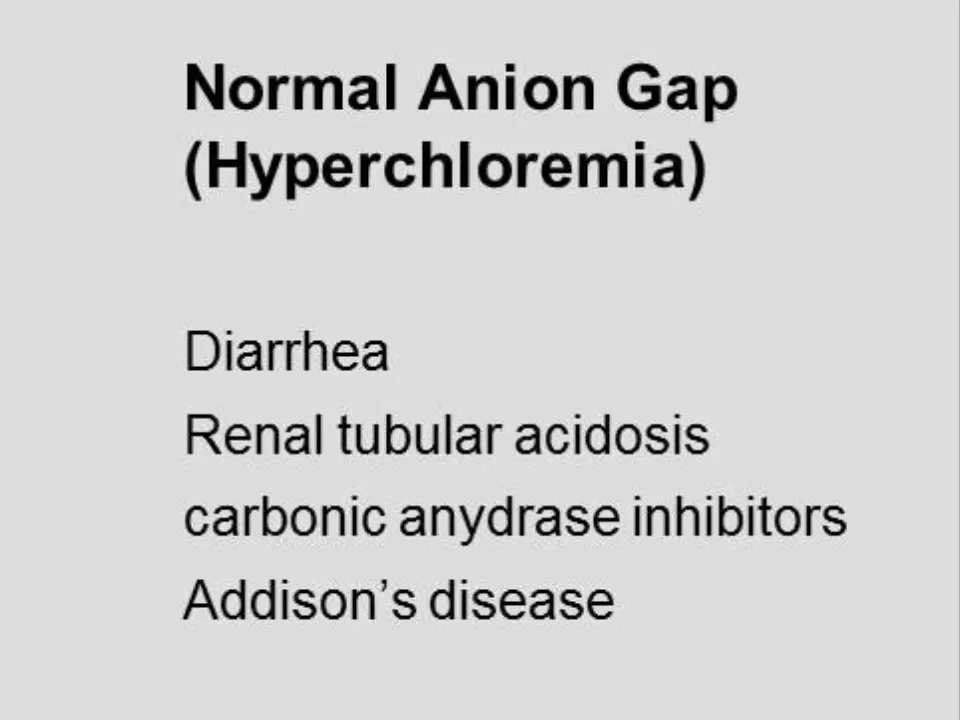 Normal Anion Gap
(Hyperchloremia)
Diarrhea
Renal tubular acidosis
carbonic anydrase inhibitors
Addison’s disease